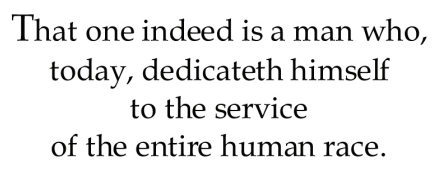 That one indeed is a man who,
today, dedicateth himself
to the service
of the entire human race.